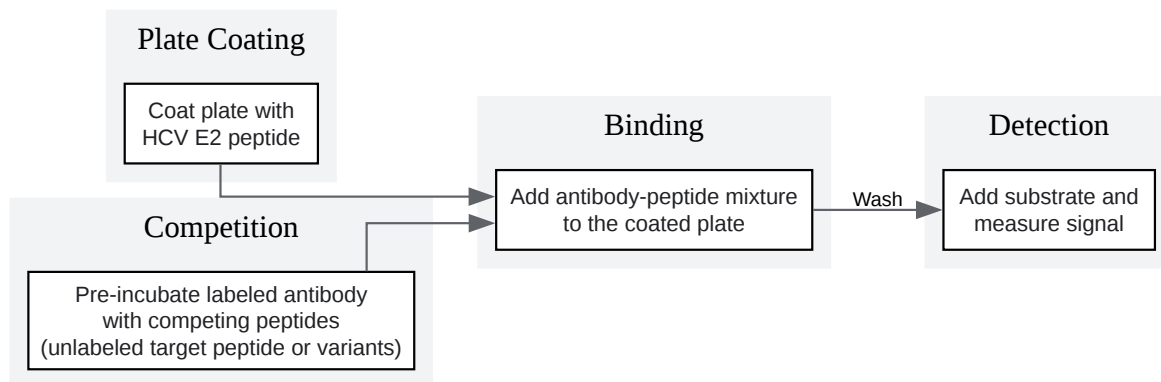 Plate Coating
Coat plate with
HCV E2 peptide
Competition
Pre-incubate labeled antibody
with competing peptides
(unlabeled target peptide or variants)
Binding
Add antibody-peptide mixture
to the coated plate
Wash
Detection
Add substrate and
measure signal